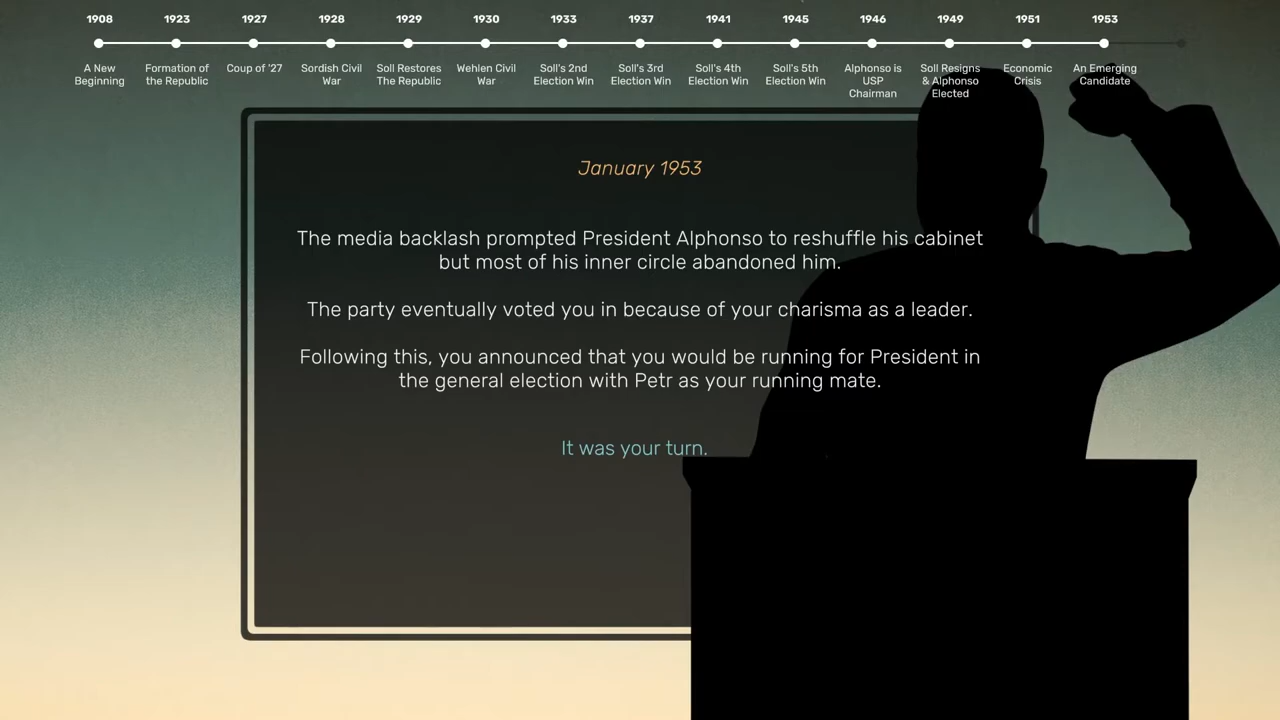 1908 1923 1927 1928 1929 1930 1933 1937 1941 1945 1946 1949 1951 1953
A New Beginning
Formation of the Republic
Coup of '27
Sordish Civil War
Soll Restores The Republic
Wehlen Civil War
Soll's 2nd Election Win
Soll's 3rd Election Win
Soll's 4th Election Win
Soll's 5th Election Win
Alphonso is USP Chairman
Soll Resigns & Alphonso Elected
Economic Crisis
An Emerging Candidate
January 1953
The media backlash prompted President Alphonso to reshuffle his cabinet
but most of his inner circle abandoned him.
The party eventually voted you in because of your charisma as a leader.
Following this, you announced that you would be running for President in
the general election with Petr as your running mate.
It was your turn.